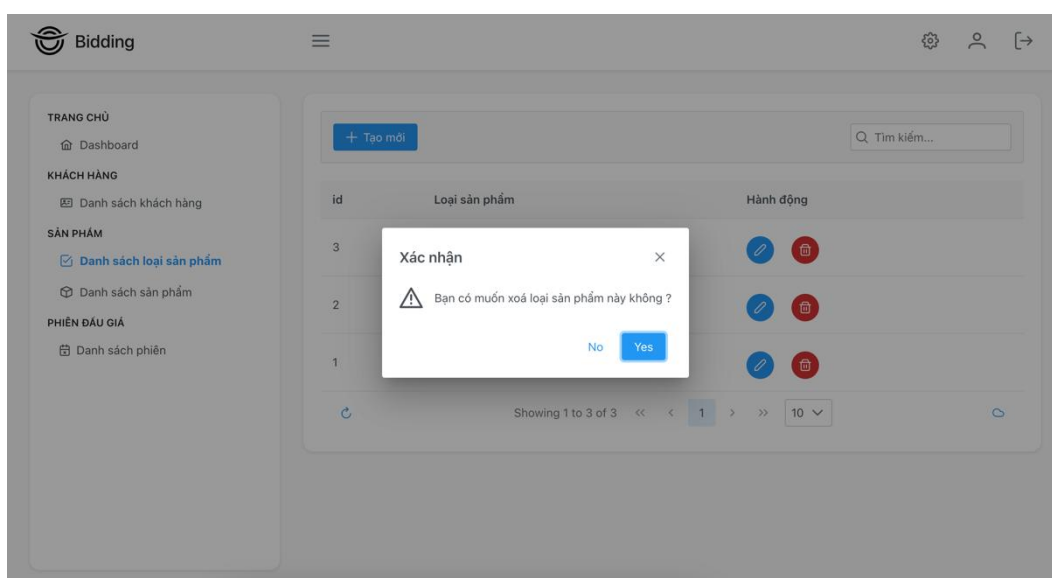 Bidding
TRANG CHỦ
Dashboard
KHÁCH HÀNG
Danh sách khách hàng
SẢN PHẨM
Danh sách loại sản phẩm
Danh sách sản phẩm
PHIÊN ĐẤU GIÁ
Danh sách phiên
Tạo mới
Tìm kiếm...
id Loại sản phẩm Hành động
3
2
1
Xác nhận
Bạn có muốn xoá loại sản phẩm này không ?
No Yes
Showing 1 to 3 of 3 << < 1 > >> 10